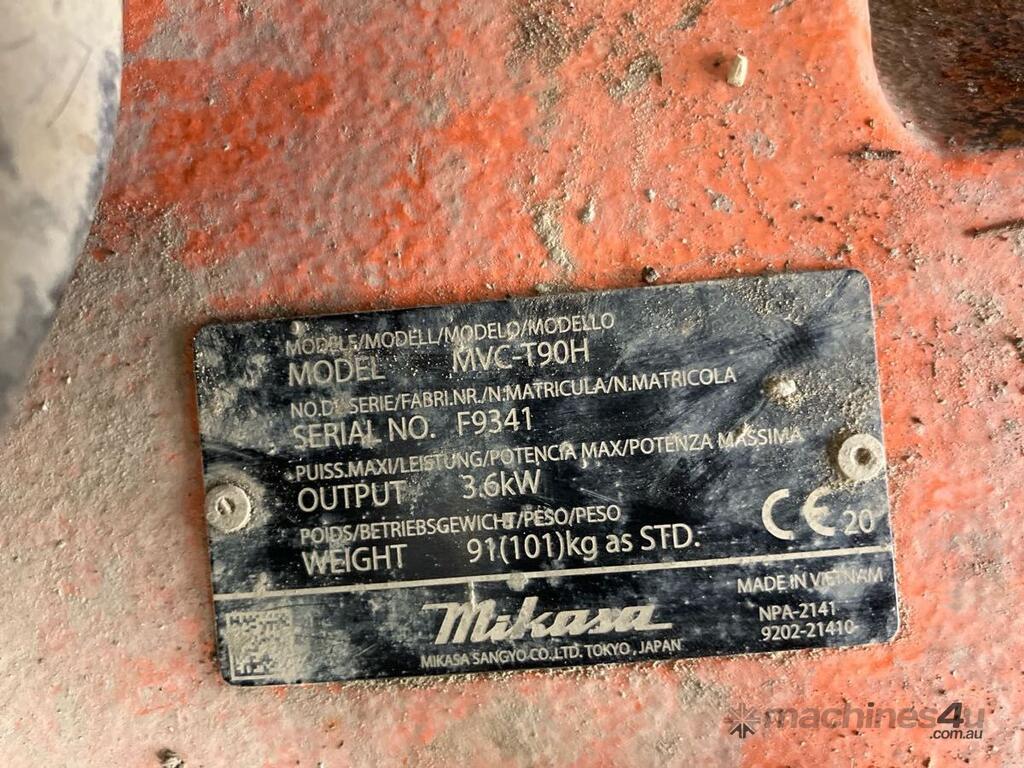 MODELE/MODELL/MODELO/MODELLO
MODEL MVC-T90H
NO.DE SERIE/FABRI.NR./N.MATRICULA/N.MATRICOLA
SERIAL NO. F9341
PUISS.MAXI/LEISTUNG/POTENCIA MAX/POTENZA MASSIMA
OUTPUT 3.6kW
POIDS/BETRIEBSGEWICHT/PESO/PESO
WEIGHT 91(101)kg as STD.
CE 20
MADE IN VIETNAM
Mikasa
NPA-2141
9202-21410-
MIKASA SANGYO CO.,LTD. TOKYO, JAPAN
machines4u
.com.au